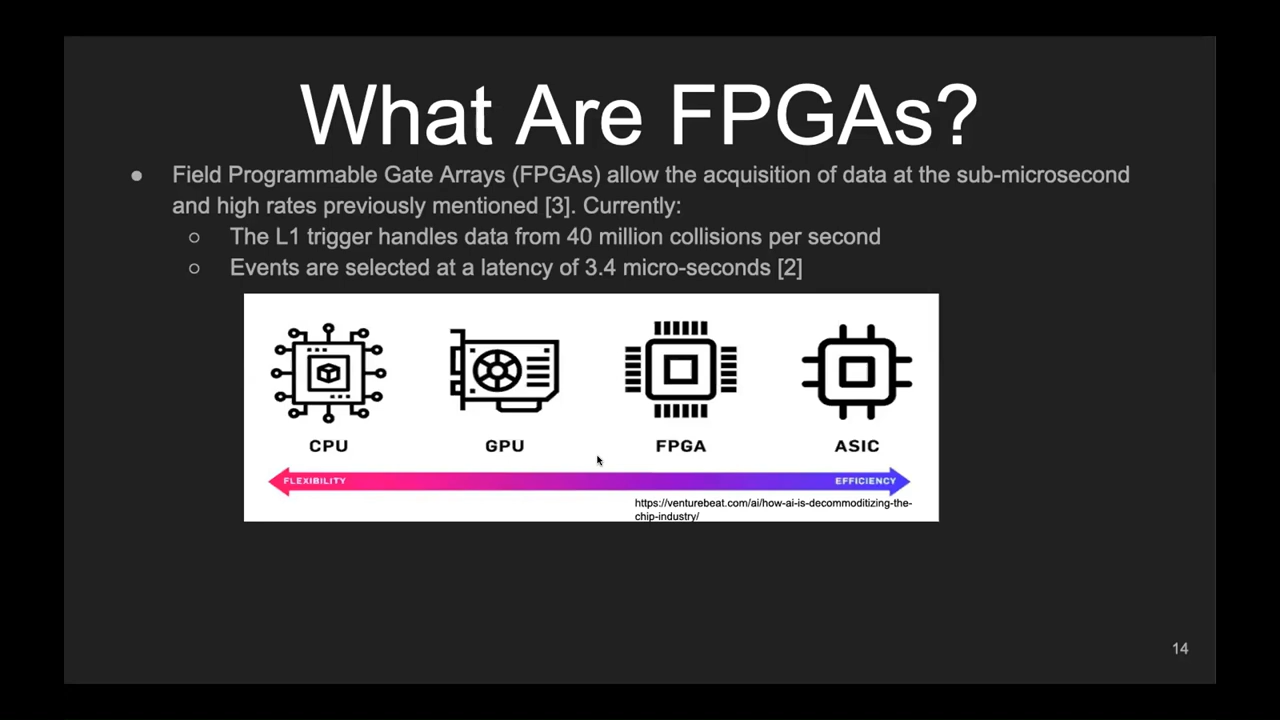 What Are FPGAs?
● Field Programmable Gate Arrays (FPGAs) allow the acquisition of data at the sub-microsecond
and high rates previously mentioned [3]. Currently:
○ The L1 trigger handles data from 40 million collisions per second
○ Events are selected at a latency of 3.4 micro-seconds [2]
CPU GPU FPGA ASIC
FLEXIBILITY EFFICIENCY
https://venturebeat.com/ai/how-ai-is-decommoditizing-the-
chip-industry/
14